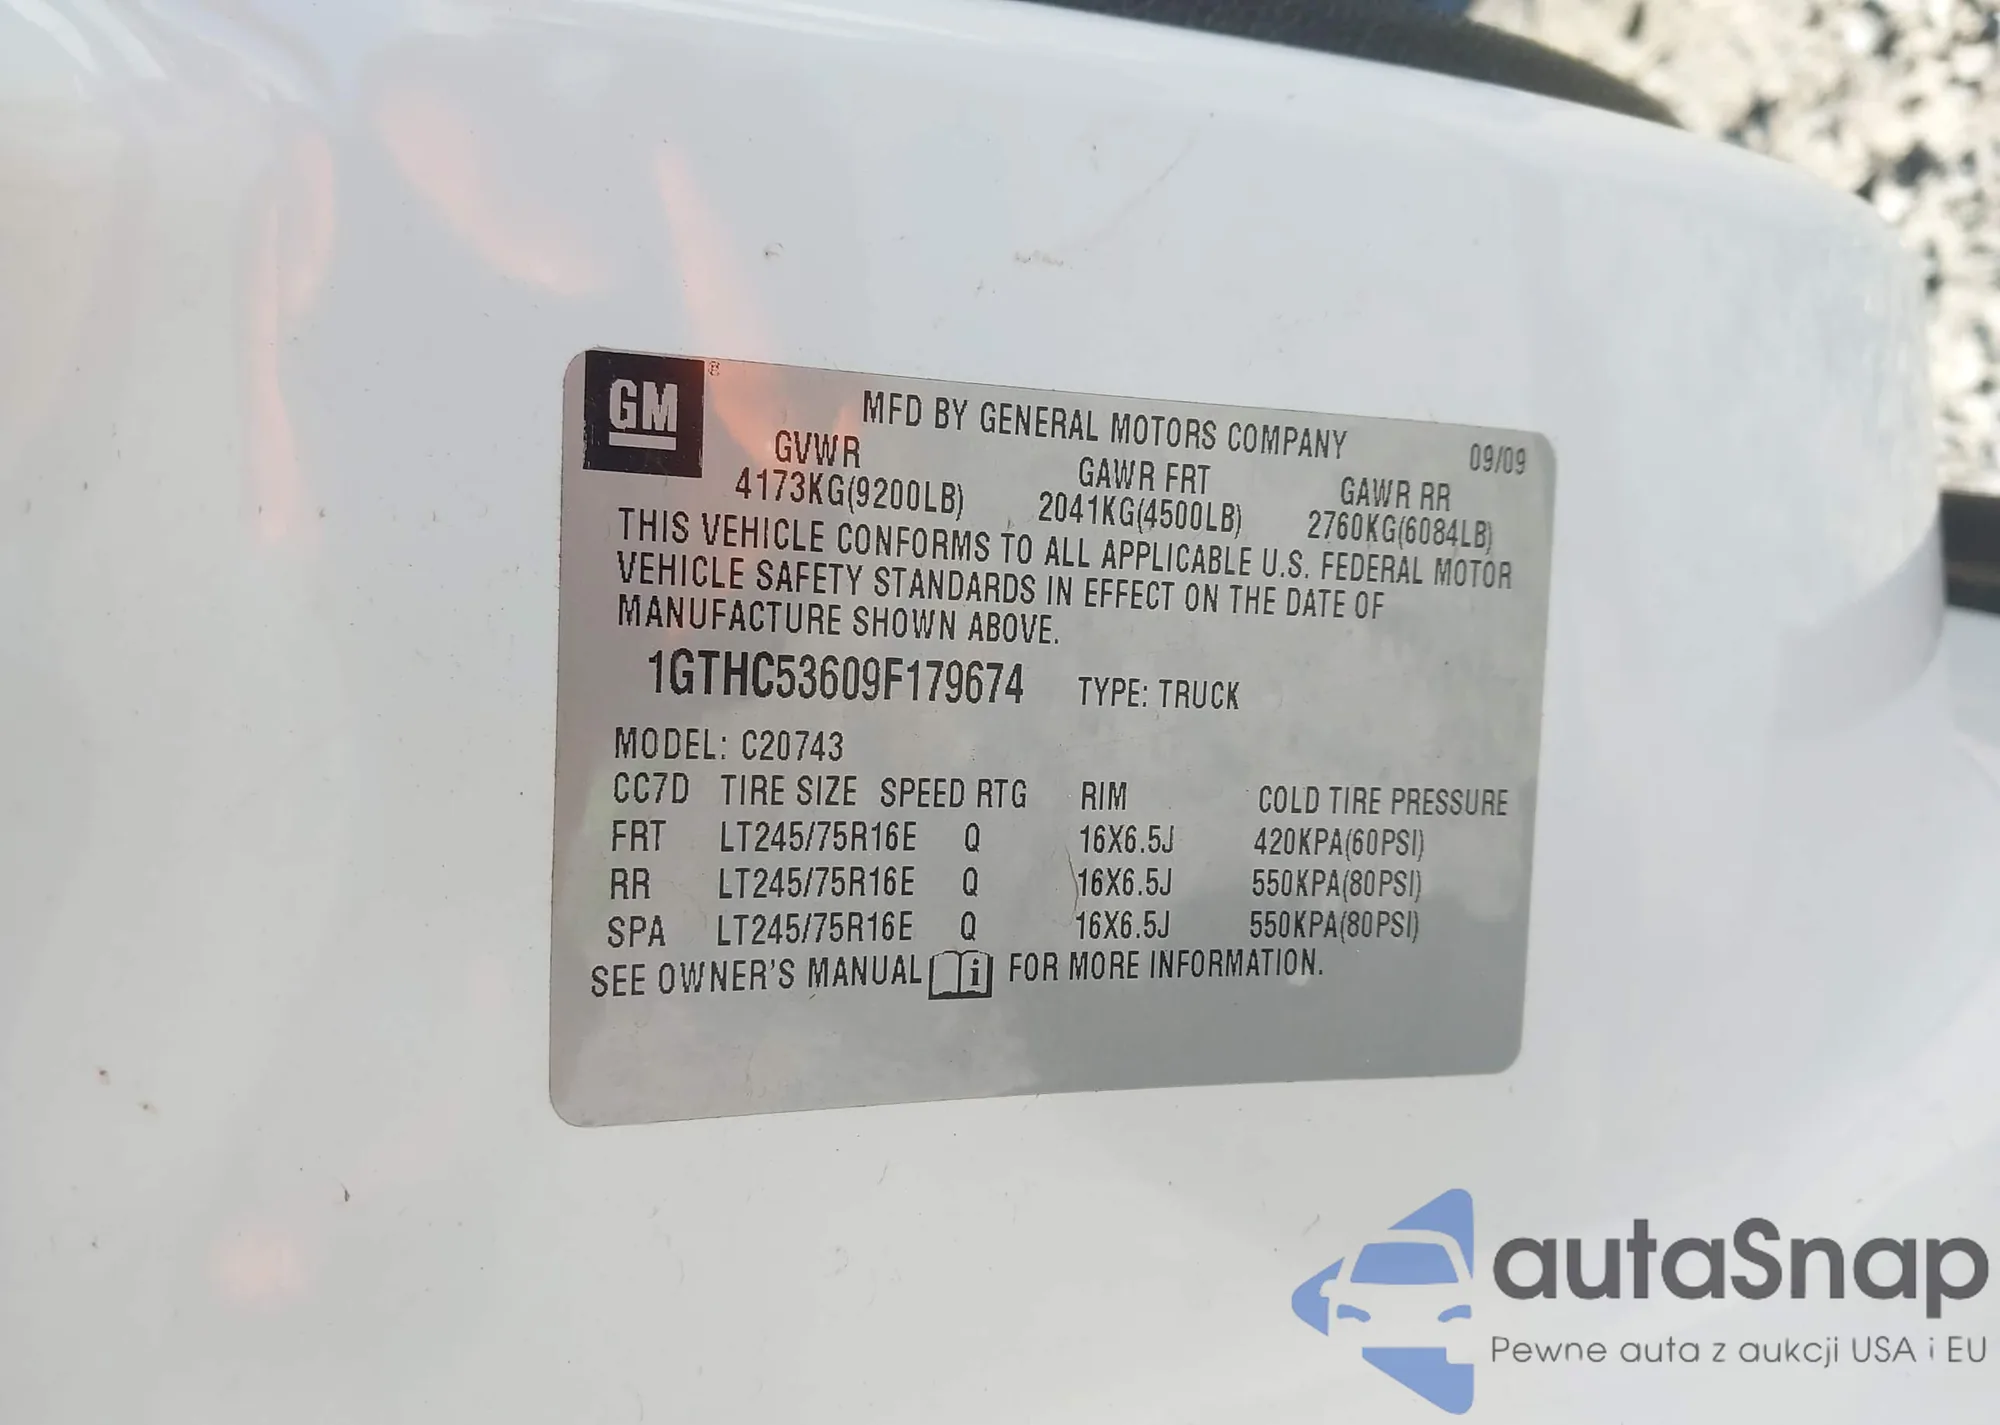 GM ®
MFD BY GENERAL MOTORS COMPANY 09/09
GVWR GAWR FRT GAWR RR
4173KG(9200LB) 2041KG(4500LB) 2760KG(6084LB)
THIS VEHICLE CONFORMS TO ALL APPLICABLE U.S. FEDERAL MOTOR
VEHICLE SAFETY STANDARDS IN EFFECT ON THE DATE OF
MANUFACTURE SHOWN ABOVE.
1GTHC53609F179674 TYPE: TRUCK
MODEL: C20743
CC7D TIRE SIZE SPEED RTG RIM COLD TIRE PRESSURE
FRT LT245/75R16E Q 16X6.5J 420KPA(60PSI)
RR LT245/75R16E Q 16X6.5J 550KPA(80PSI)
SPA LT245/75R16E Q 16X6.5J 550KPA(80PSI)
SEE OWNER'S MANUAL i FOR MORE INFORMATION.
autaSnap
Pewne auta z aukcji USA i EU